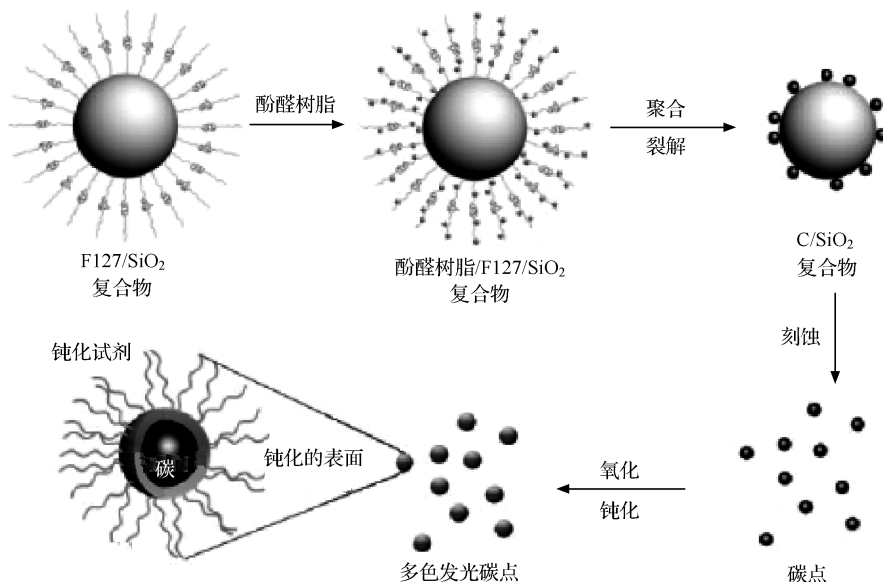 酚醛树脂
聚合
裂解
F127/SiO₂
复合物
酚醛树脂/F127/SiO₂
复合物
C/SiO₂
复合物
刻蚀
钝化试剂
碳
钝化的表面
氧化
钝化
多色发光碳点
碳点